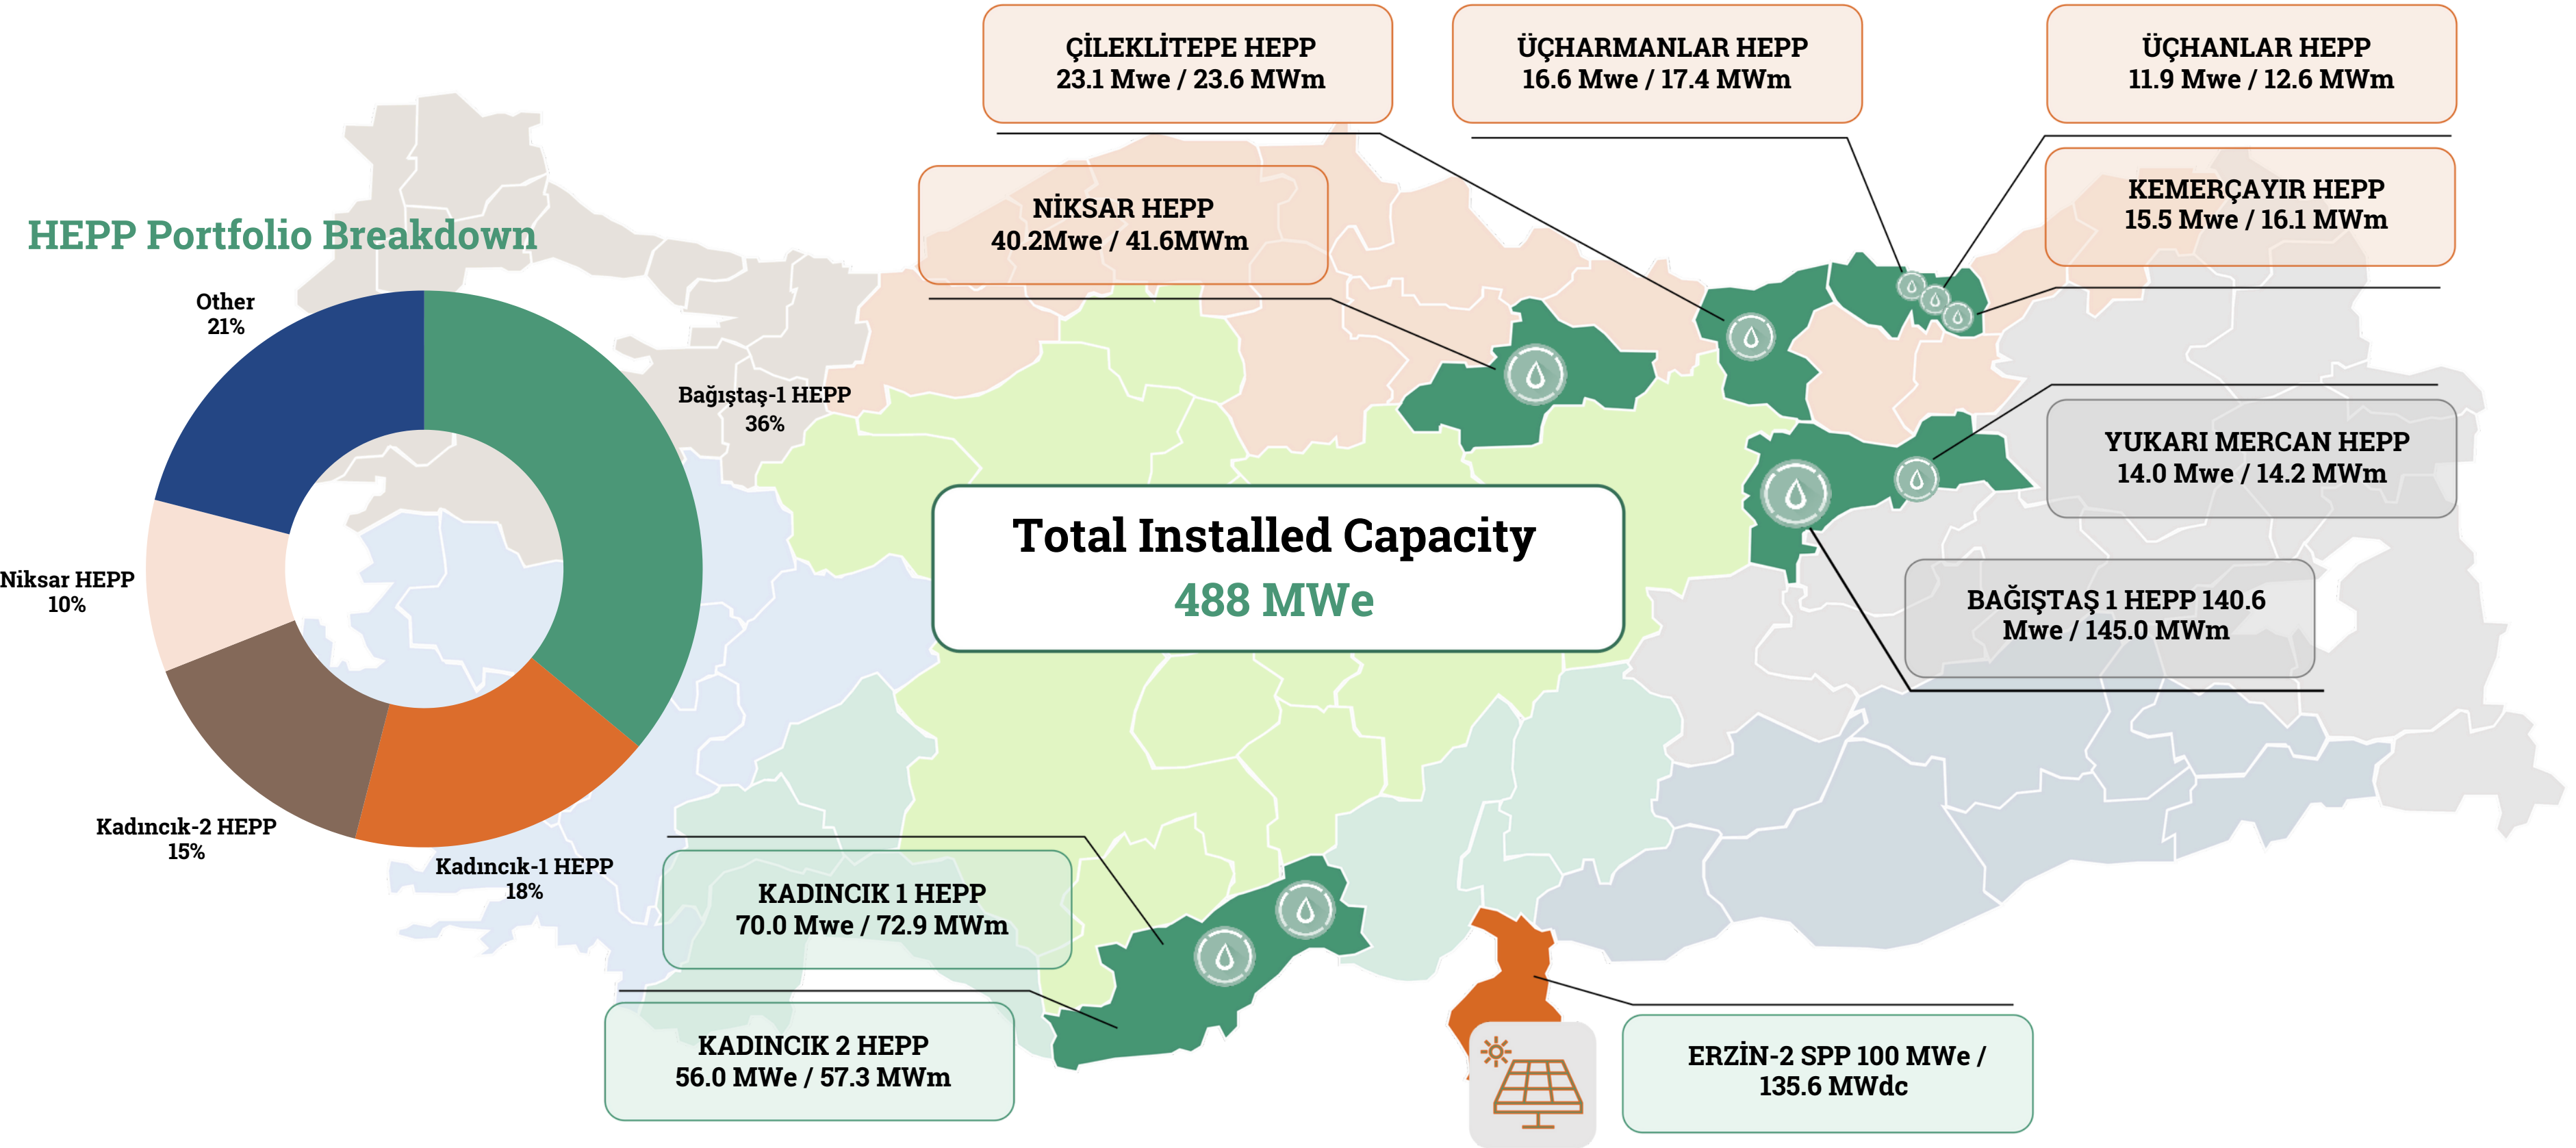 ÇİLEKLİTEPE HEPP
23.1 Mwe / 23.6 MWm
ÜÇHARMANLAR HEPP
16.6 Mwe / 17.4 MWm
ÜÇHANLAR HEPP
11.9 Mwe / 12.6 MWm
NİKSAR HEPP
40.2Mwe / 41.6MWm
KEMERÇAYIR HEPP
15.5 Mwe / 16.1 MWm
HEPP Portfolio Breakdown
Other
21%
Bağıştaş-1 HEPP
36%
Niksar HEPP
10%
Kadıncık-2 HEPP
15%
Kadıncık-1 HEPP
18%
YUKARI MERCAN HEPP
14.0 Mwe / 14.2 MWm
Total Installed Capacity
488 MWe
BAĞIŞTAŞ 1 HEPP 140.6
Mwe / 145.0 MWm
KADINCIK 1 HEPP
70.0 Mwe / 72.9 MWm
KADINCIK 2 HEPP
56.0 MWe / 57.3 MWm
ERZİN-2 SPP 100 MWe /
135.6 MWdc